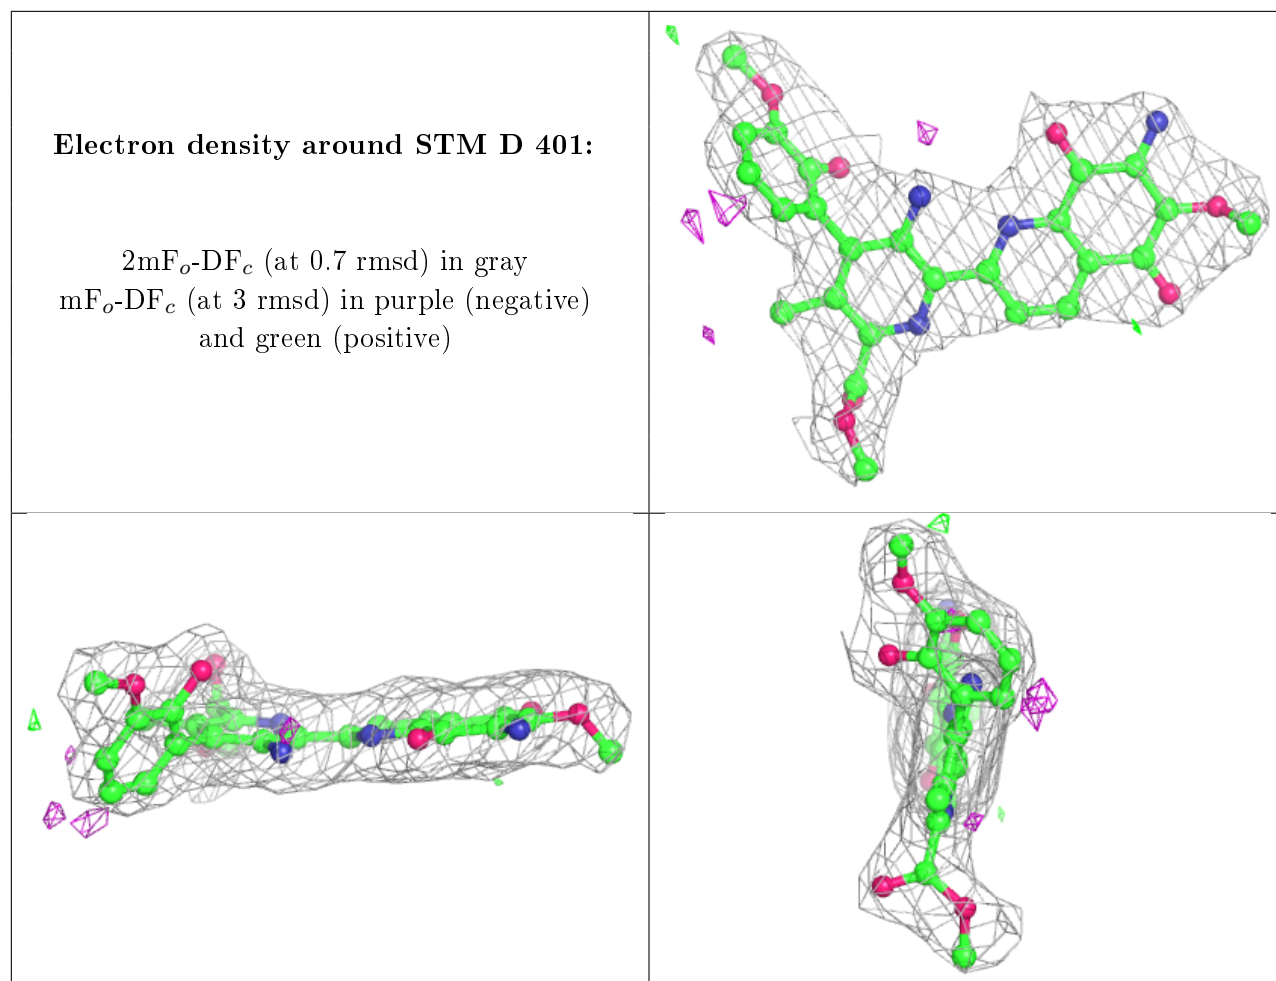 Electron density around STM D 401:
2mFₒ-DF𝒸 (at 0.7 rmsd) in gray
mFₒ-DF𝒸 (at 3 rmsd) in purple (negative)
and green (positive)